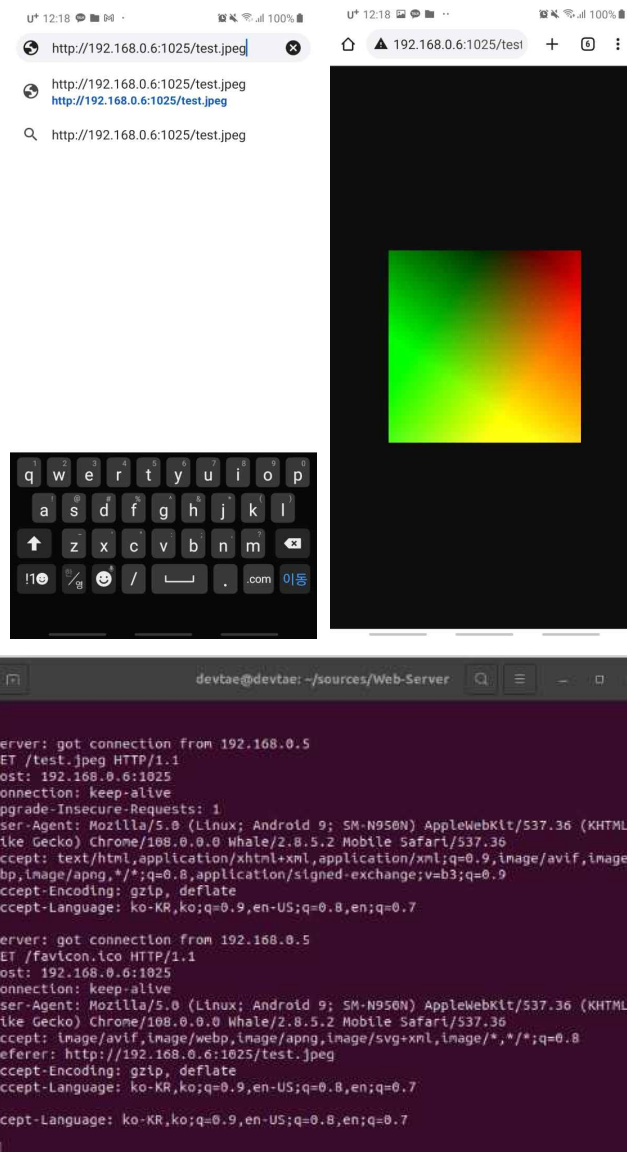 U+ 12:18
100%
http://192.168.0.6:1025/test.jpeg
http://192.168.0.6:1025/test.jpeg
http://192.168.0.6:1025/test.jpeg
http://192.168.0.6:1025/test.jpeg
1 2 3 4 5 6 7 8 9 0
q w e r t y u i o p
a s d f g h j k l
z x c v b n m
!1 영 / . .com 이동
U+ 12:18
100%
192.168.0.6:1025/test
6
devtae@devtae: ~/sources/Web-Server
erver: got connection from 192.168.0.5
ET /test.jpeg HTTP/1.1
ost: 192.168.0.6:1025
onnection: keep-alive
pgrade-Insecure-Requests: 1
ser-Agent: Mozilla/5.0 (Linux; Android 9; SM-N950N) AppleWebKit/537.36 (KHTML
ike Gecko) Chrome/108.0.0.0 Whale/2.8.5.2 Mobile Safari/537.36
ccept: text/html,application/xhtml+xml,application/xml;q=0.9,image/avif,image
bp,image/apng,*/*;q=0.8,application/signed-exchange;v=b3;q=0.9
ccept-Encoding: gzip, deflate
ccept-Language: ko-KR,ko;q=0.9,en-US;q=0.8,en;q=0.7
erver: got connection from 192.168.0.5
ET /favicon.ico HTTP/1.1
ost: 192.168.0.6:1025
onnection: keep-alive
ser-Agent: Mozilla/5.0 (Linux; Android 9; SM-N950N) AppleWebKit/537.36 (KHTML
ike Gecko) Chrome/108.0.0.0 Whale/2.8.5.2 Mobile Safari/537.36
ccept: image/avif,image/webp,image/apng,image/svg+xml,image/*,*/*;q=0.8
eferer: http://192.168.0.6:1025/test.jpeg
ccept-Encoding: gzip, deflate
ccept-Language: ko-KR,ko;q=0.9,en-US;q=0.8,en;q=0.7
cept-Language: ko-KR,ko;q=0.9,en-US;q=0.8,en;q=0.7